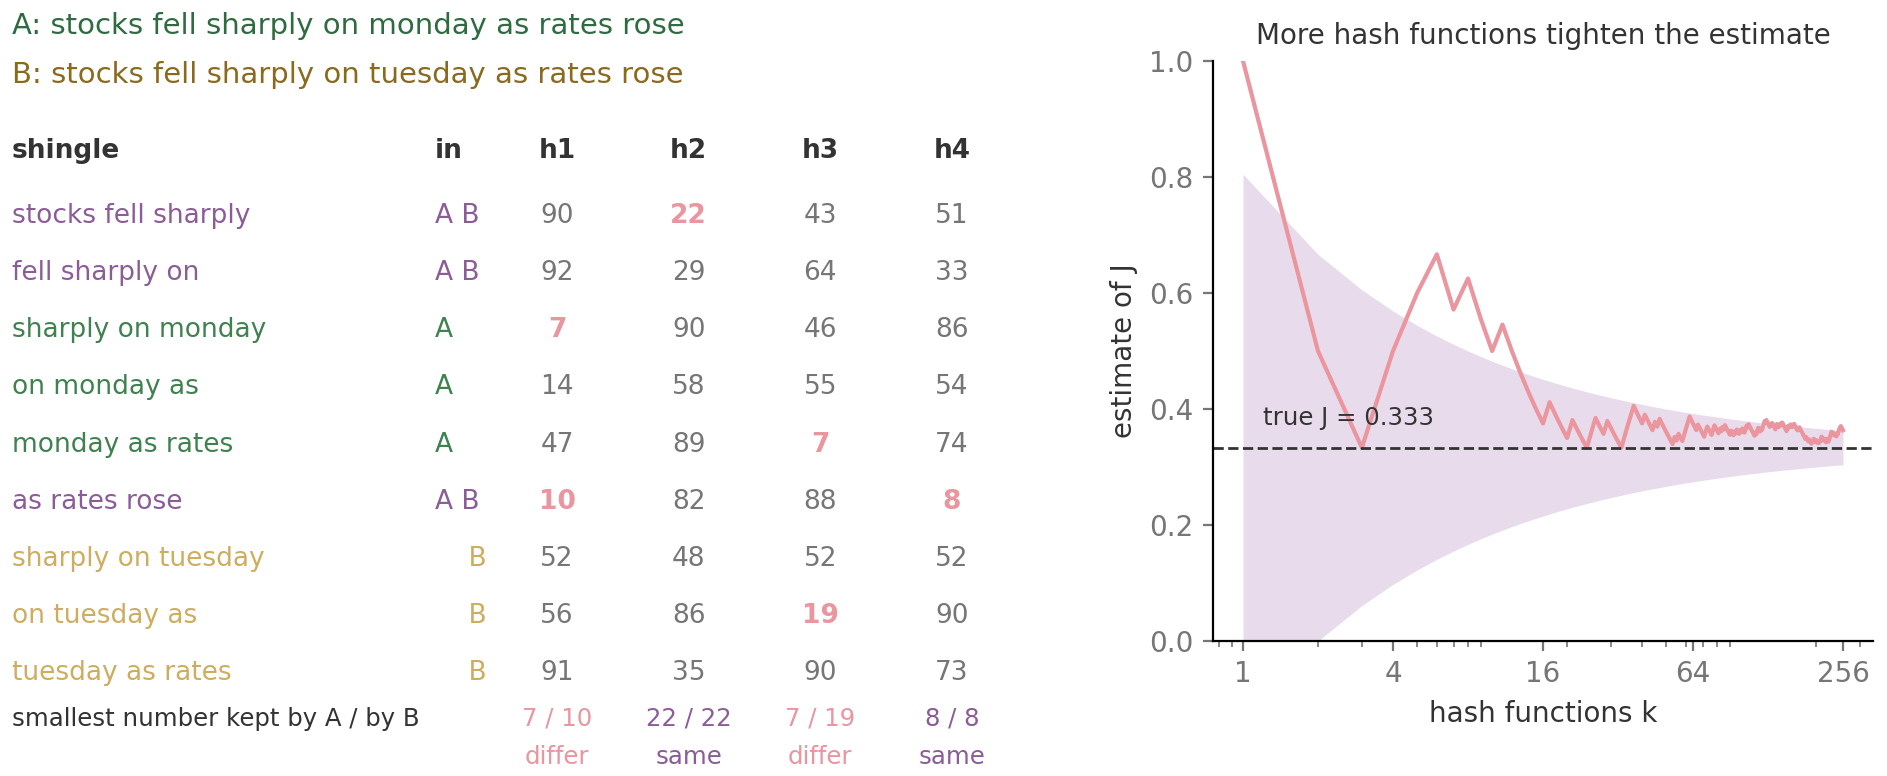 A: stocks fell sharply on monday as rates rose
B: stocks fell sharply on tuesday as rates rose
shingle in h1 h2 h3 h4
stocks fell sharply A B 90 22 43 51
fell sharply on A B 92 29 64 33
sharply on monday A 7 90 46 86
on monday as A 14 58 55 54
monday as rates A 47 89 7 74
as rates rose A B 10 82 88 8
sharply on tuesday B 52 48 52 52
on tuesday as B 56 86 19 90
tuesday as rates B 91 35 90 73
smallest number kept by A / by B 7 / 10 22 / 22 7 / 19 8 / 8
differ same differ same
More hash functions tighten the estimate
estimate of J
1.0
0.8
0.6
0.4
0.2
0.0
true J = 0.333
1 4 16 64 256
hash functions k